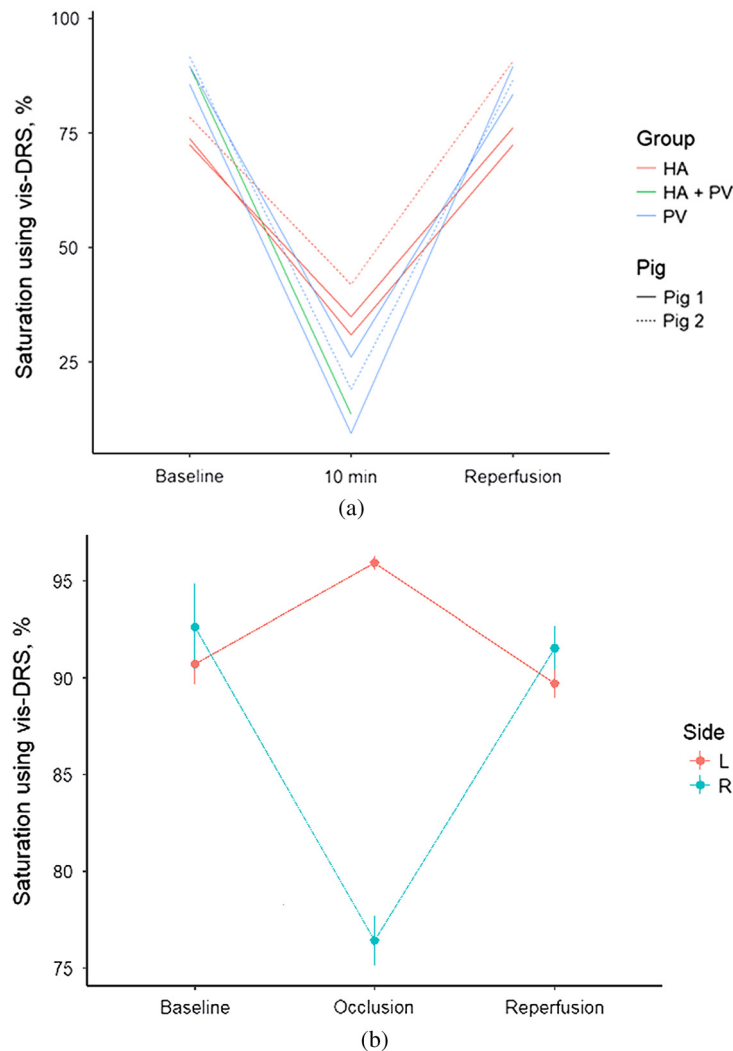 100
75
50
25
Saturation using vis-DRS, %
Baseline 10 min Reperfusion
Group
HA
HA + PV
PV
Pig
Pig 1
Pig 2
(a)
95
90
85
80
75
Saturation using vis-DRS, %
Baseline Occlusion Reperfusion
Side
L
R
(b)